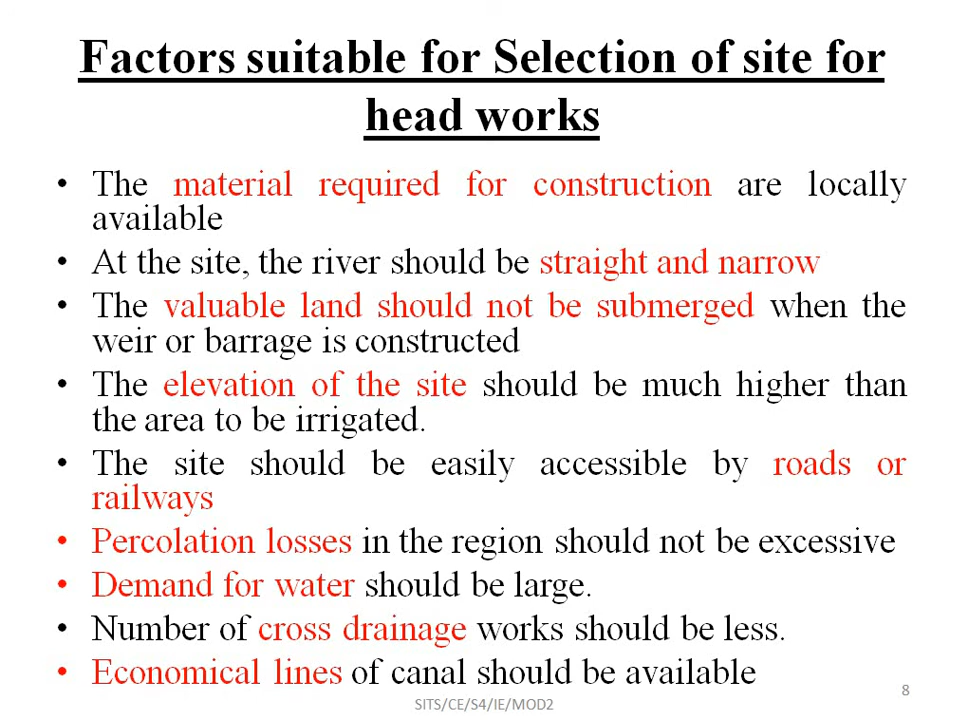 Factors suitable for Selection of site for
head works
• The material required for construction are locally
available
• At the site, the river should be straight and narrow
• The valuable land should not be submerged when the
weir or barrage is constructed
• The elevation of the site should be much higher than
the area to be irrigated.
• The site should be easily accessible by roads or
railways
• Percolation losses in the region should not be excessive
• Demand for water should be large.
• Number of cross drainage works should be less.
• Economical lines of canal should be available
SITS/CE/S4/IE/MOD2
8